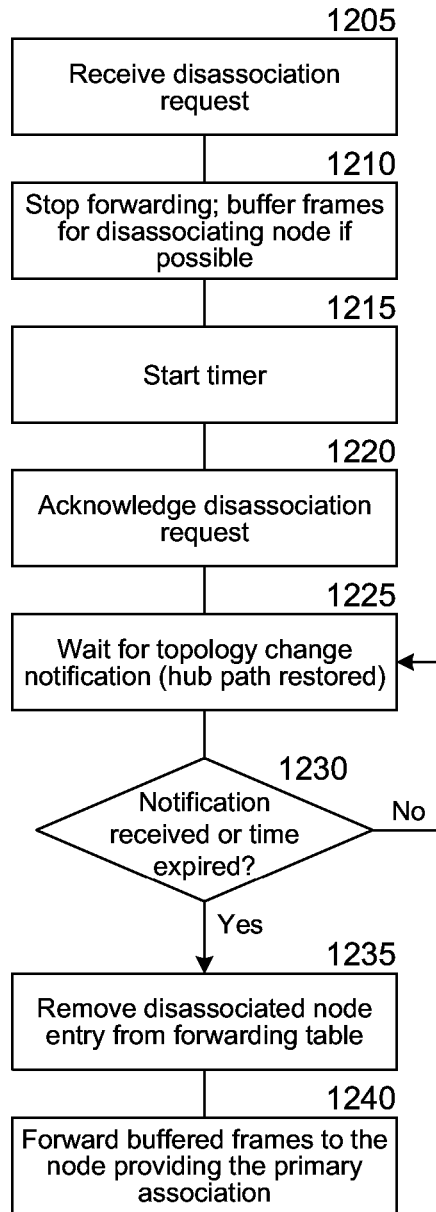 1205
Receive disassociation
request
1210
Stop forwarding; buffer frames
for disassociating node if
possible
1215
Start timer
1220
Acknowledge disassociation
request
1225
Wait for topology change
notification (hub path restored)
1230
Notification
received or time
expired?
No
Yes
1235
Remove disassociated node
entry from forwarding table
1240
Forward buffered frames to the
node providing the primary
association